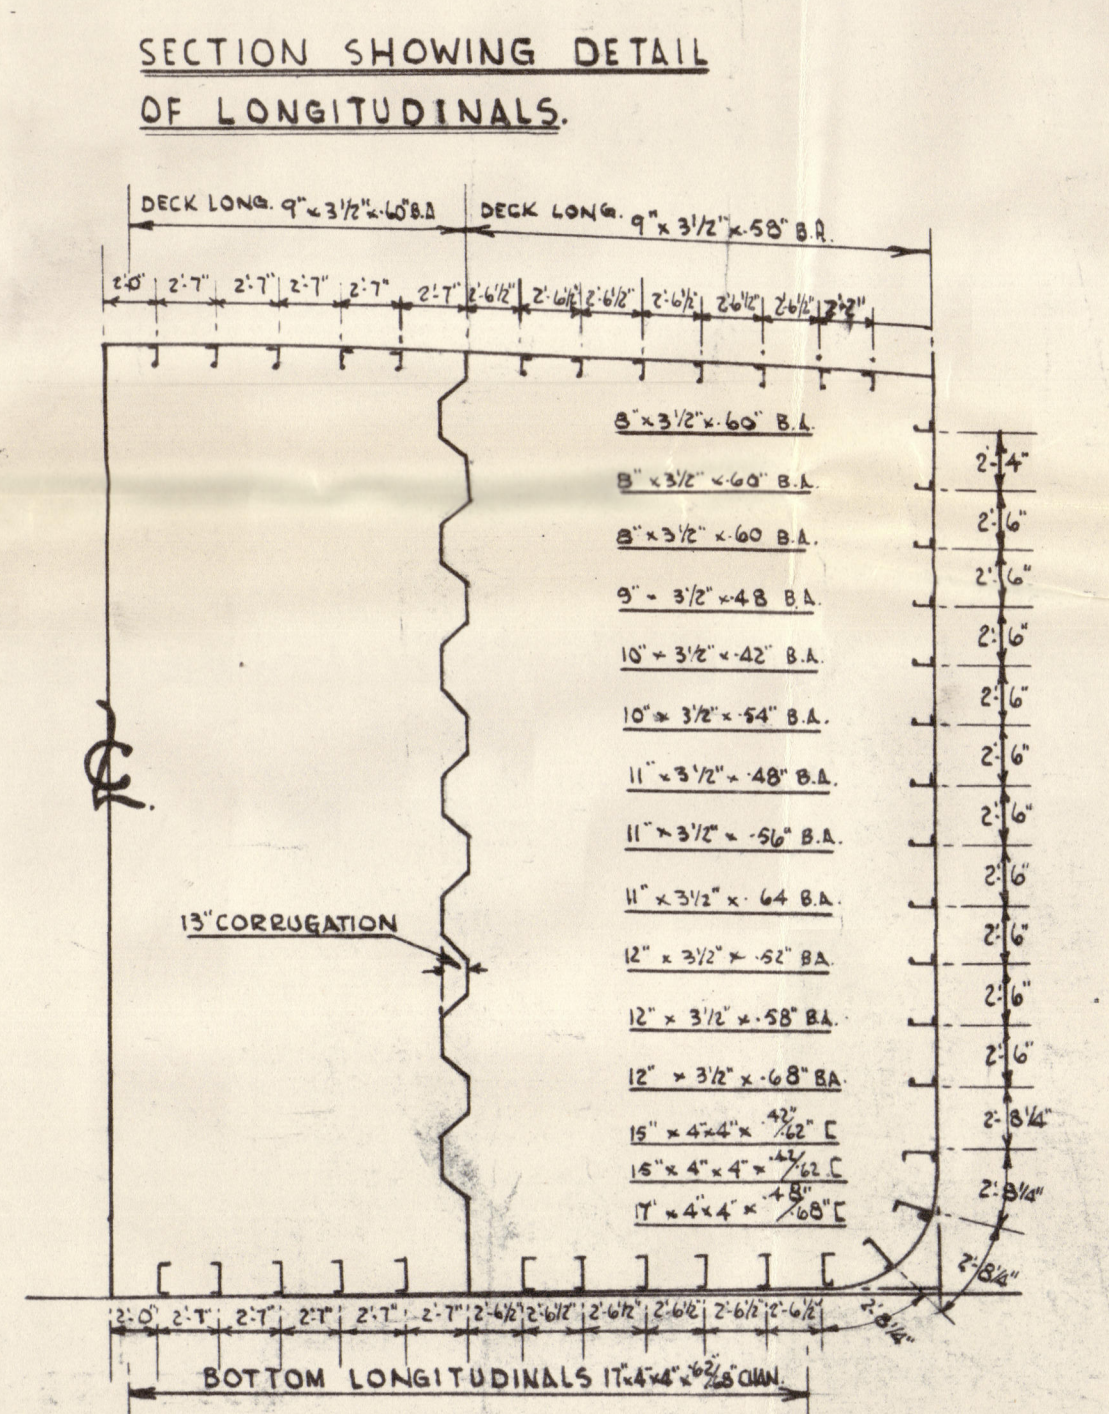 SECTION SHOWING DETAIL
OF LONGITUDINALS.
DECK LONG. 9" x 3½" x .60" B.A
DECK LONG. 9" x 3½" x .58" B.A.
2'-0" 2'-7" 2'-7" 2'-7" 2'-7" 2'-7" 2'-6½" 2'-6½" 2'-6½" 2'-6½" 2'-6½" 2'-6½" 2'-2"
8" x 3½" x .60" B.A.
2'-4"
8" x 3½" x .60" B.A.
2'-6"
8" x 3½" x .60 B.A.
2'-6"
9" - 3½" x .48 B.A.
2'-6"
10" x 3½" x .42" B.A.
2'-6"
10" x 3½" x .54" B.A.
2'-6"
11" x 3½" x .48" B.A.
2'-6"
11" x 3½" x .56" B.A.
2'-6"
11" x 3½" x .64 B.A.
2'-6"
13" CORRUGATION
12" x 3½" x .52" BA.
2'-6"
12" x 3½" x .58" B.A.
2'-6"
12" x 3½" x .68" BA.
2'-8¼"
15" x 4" x 4" x .42"/.62" [
15" x 4" x 4" x .42/.62 [
2'-8¼"
17" x 4" x 4" x .48"/.68" [
2'-8¼"
2'-8¼"
℄.
2'-0" 2'-7" 2'-7" 2'-7" 2'-7" 2'-7" 2'-6½" 2'-6½" 2'-6½" 2'-6½" 2'-6½" 2'-6½"
BOTTOM LONGITUDINALS 17" x 4" x 4" x .62/.68" CHAN.